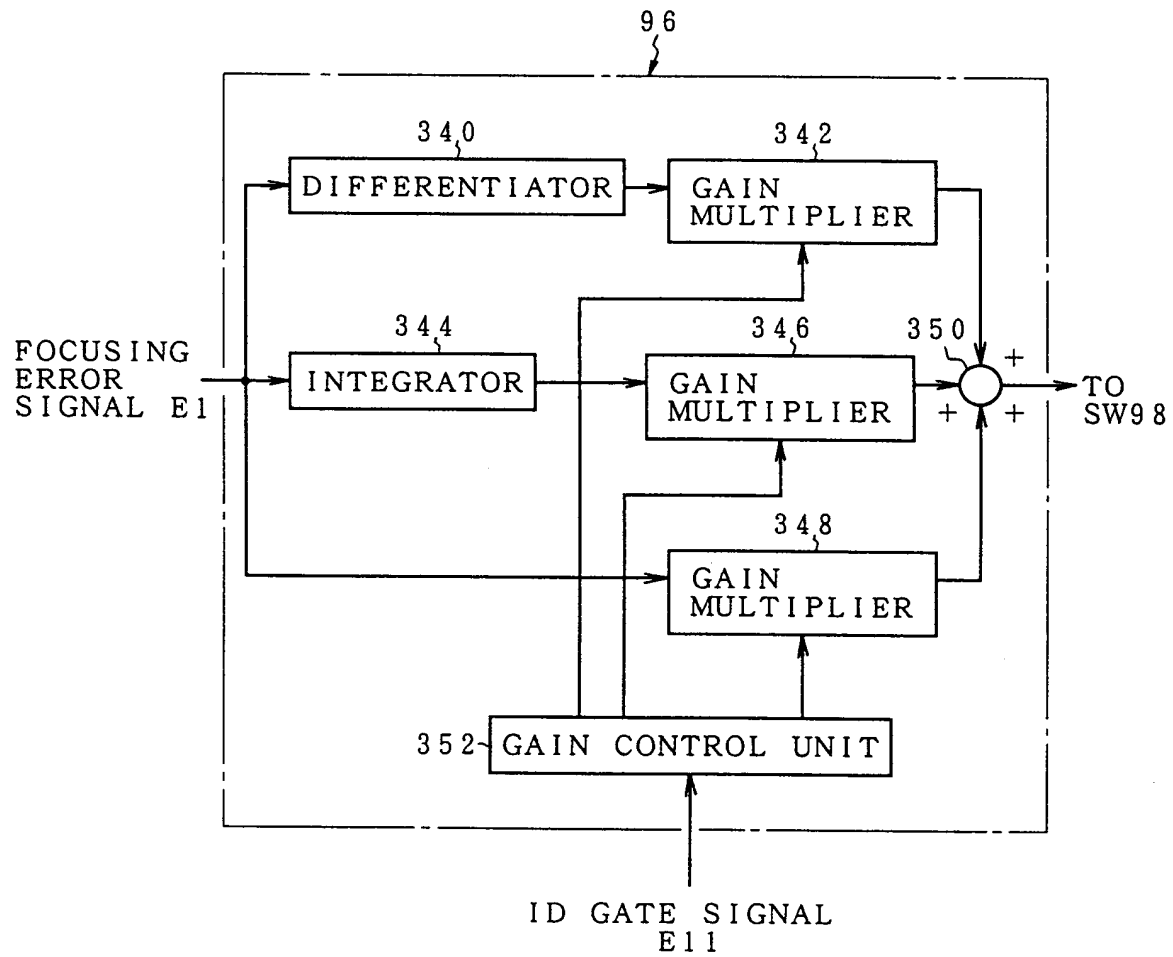 96
340
DIFFERENTIATOR
342
GAIN
MULTIPLIER
344
INTEGRATOR
346
GAIN
MULTIPLIER
350
+
+
+
FOCUSING
ERROR
SIGNAL E1
TO
SW98
348
GAIN
MULTIPLIER
352
GAIN CONTROL UNIT
ID GATE SIGNAL
E11